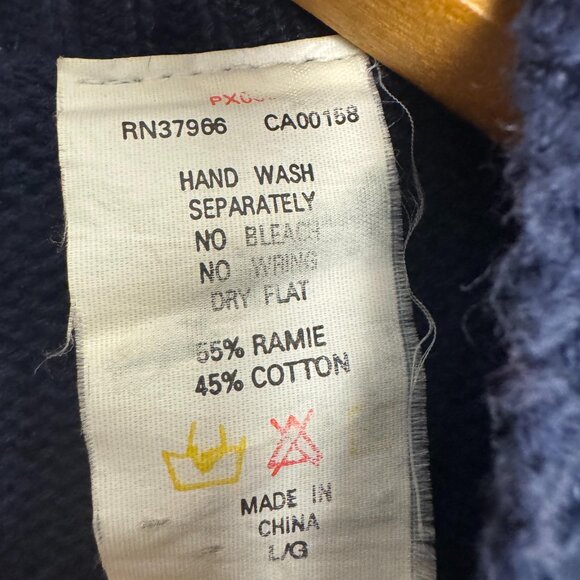 RN37966 CA00158
HAND WASH
SEPARATELY
NO BLEACH
NO WRING
DRY FLAT
55% RAMIE
45% COTTON
MADE IN
CHINA
L/G